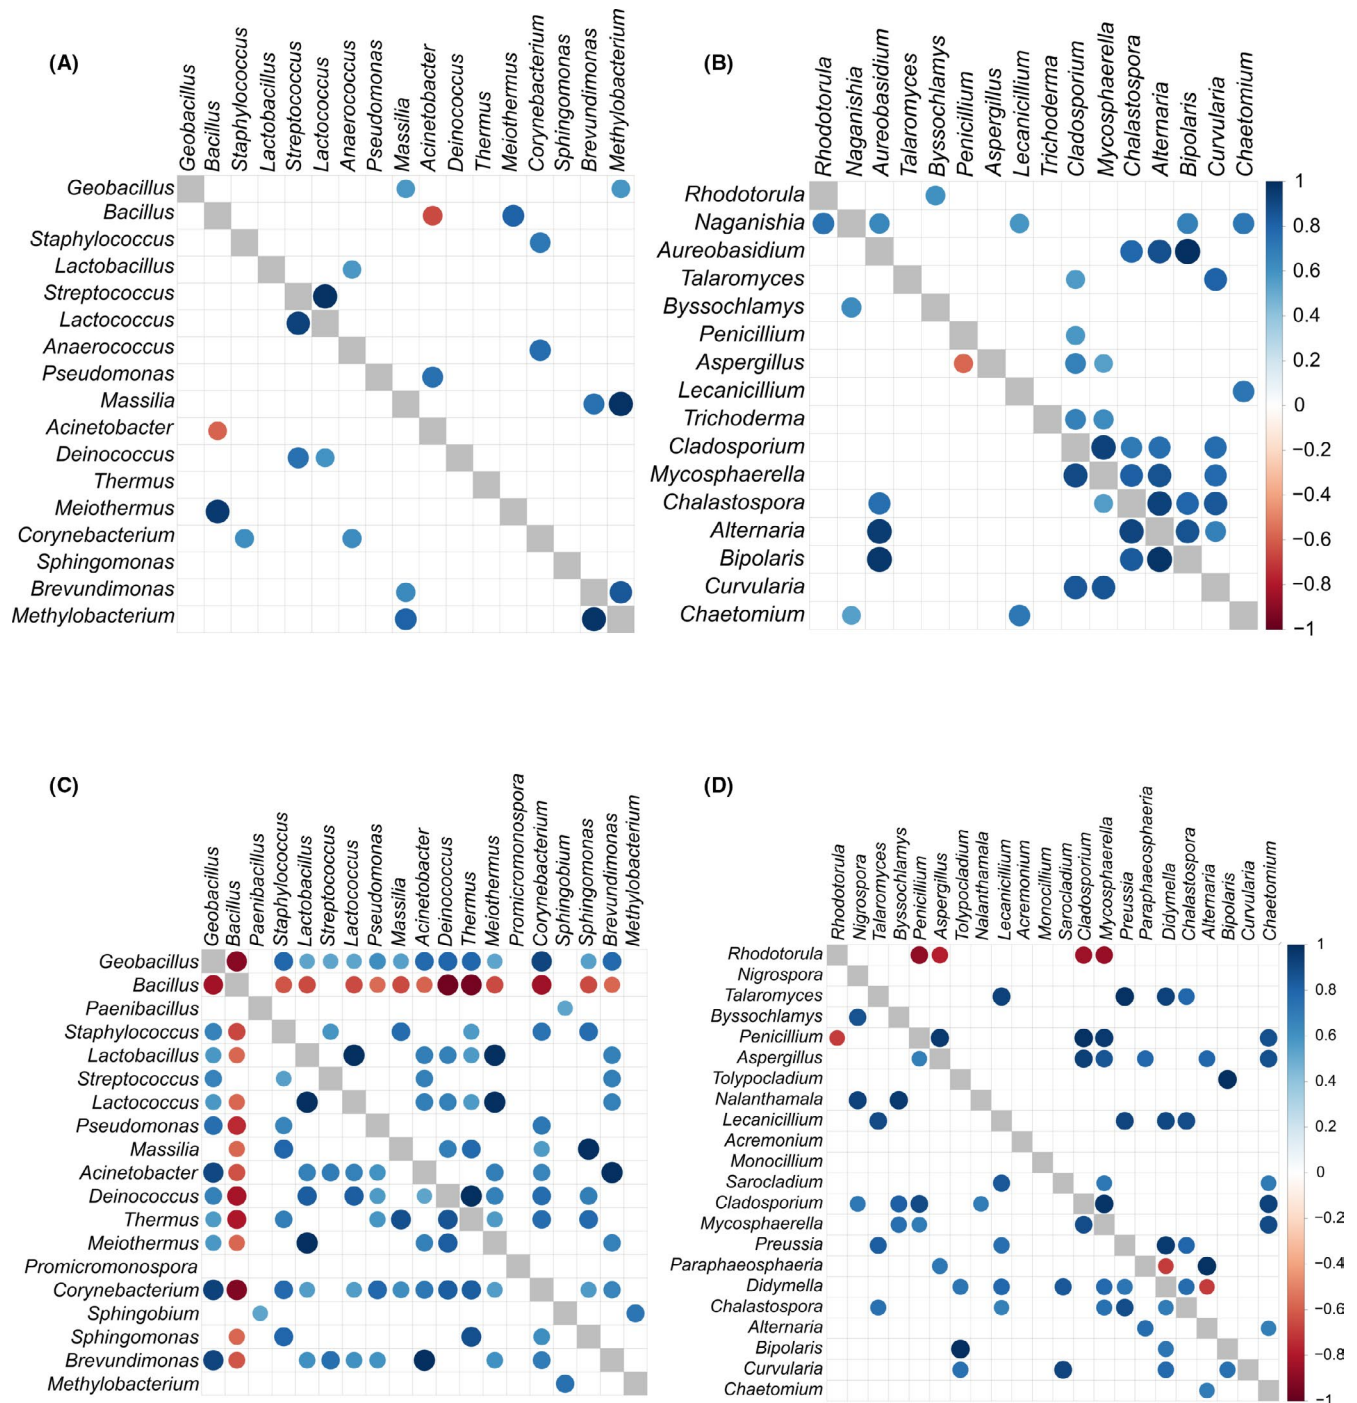 (A)
Geobacillus
Bacillus
Staphylococcus
Lactobacillus
Streptococcus
Lactococcus
Anaerococcus
Pseudomonas
Massilia
Acinetobacter
Deinococcus
Thermus
Meiothermus
Corynebacterium
Sphingomonas
Brevundimonas
Methylobacterium
Geobacillus
Bacillus
Staphylococcus
Lactobacillus
Streptococcus
Lactococcus
Anaerococcus
Pseudomonas
Massilia
Acinetobacter
Deinococcus
Thermus
Meiothermus
Corynebacterium
Sphingomonas
Brevundimonas
Methylobacterium
(B)
Rhodotorula
Naganishia
Aureobasidium
Talaromyces
Byssochlamys
Penicillium
Aspergillus
Lecanicillium
Trichoderma
Cladosporium
Mycosphaerella
Chalastospora
Alternaria
Bipolaris
Curvularia
Chaetomium
Rhodotorula
Naganishia
Aureobasidium
Talaromyces
Byssochlamys
Penicillium
Aspergillus
Lecanicillium
Trichoderma
Cladosporium
Mycosphaerella
Chalastospora
Alternaria
Bipolaris
Curvularia
Chaetomium
1
0.8
0.6
0.4
0.2
0
−0.2
−0.4
−0.6
−0.8
−1
(C)
Geobacillus
Bacillus
Paenibacillus
Staphylococcus
Lactobacillus
Streptococcus
Lactococcus
Pseudomonas
Massilia
Acinetobacter
Deinococcus
Thermus
Meiothermus
Promicromonospora
Corynebacterium
Sphingobium
Sphingomonas
Brevundimonas
Methylobacterium
Geobacillus
Bacillus
Paenibacillus
Staphylococcus
Lactobacillus
Streptococcus
Lactococcus
Pseudomonas
Massilia
Acinetobacter
Deinococcus
Thermus
Meiothermus
Promicromonospora
Corynebacterium
Sphingobium
Sphingomonas
Brevundimonas
Methylobacterium
(D)
Rhodotorula
Nigrospora
Talaromyces
Byssochlamys
Penicillium
Aspergillus
Tolypocladium
Nalanthamala
Lecanicillium
Acremonium
Monocillium
Sarocladium
Cladosporium
Mycosphaerella
Preussia
Paraphaeosphaeria
Didymella
Chalastospora
Alternaria
Bipolaris
Curvularia
Chaetomium
Rhodotorula
Nigrospora
Talaromyces
Byssochlamys
Penicillium
Aspergillus
Tolypocladium
Nalanthamala
Lecanicillium
Acremonium
Monocillium
Sarocladium
Cladosporium
Mycosphaerella
Preussia
Paraphaeosphaeria
Didymella
Chalastospora
Alternaria
Bipolaris
Curvularia
Chaetomium
1
0.8
0.6
0.4
0.2
0
−0.2
−0.4
−0.6
−0.8
−1